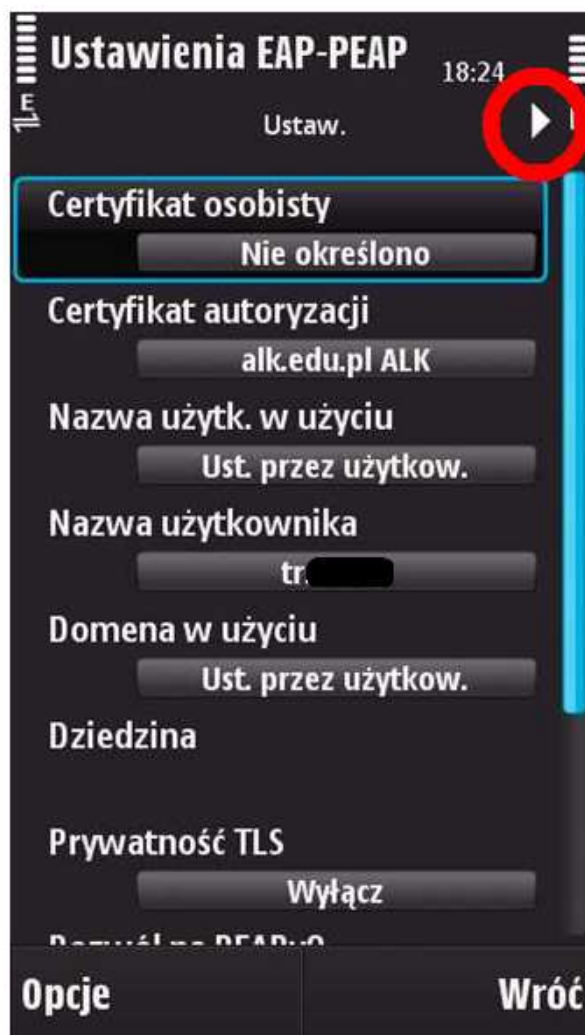 Ustawienia EAP-PEAP
18:24
E
Ustaw.
Certyfikat osobisty
Nie określono
Certyfikat autoryzacji
alk.edu.pl ALK
Nazwa użytk. w użyciu
Ust. przez użytkow.
Nazwa użytkownika
tr.
Domena w użyciu
Ust. przez użytkow.
Dziedzina
Prywatność TLS
Wyłącz
Opcje
Wróć